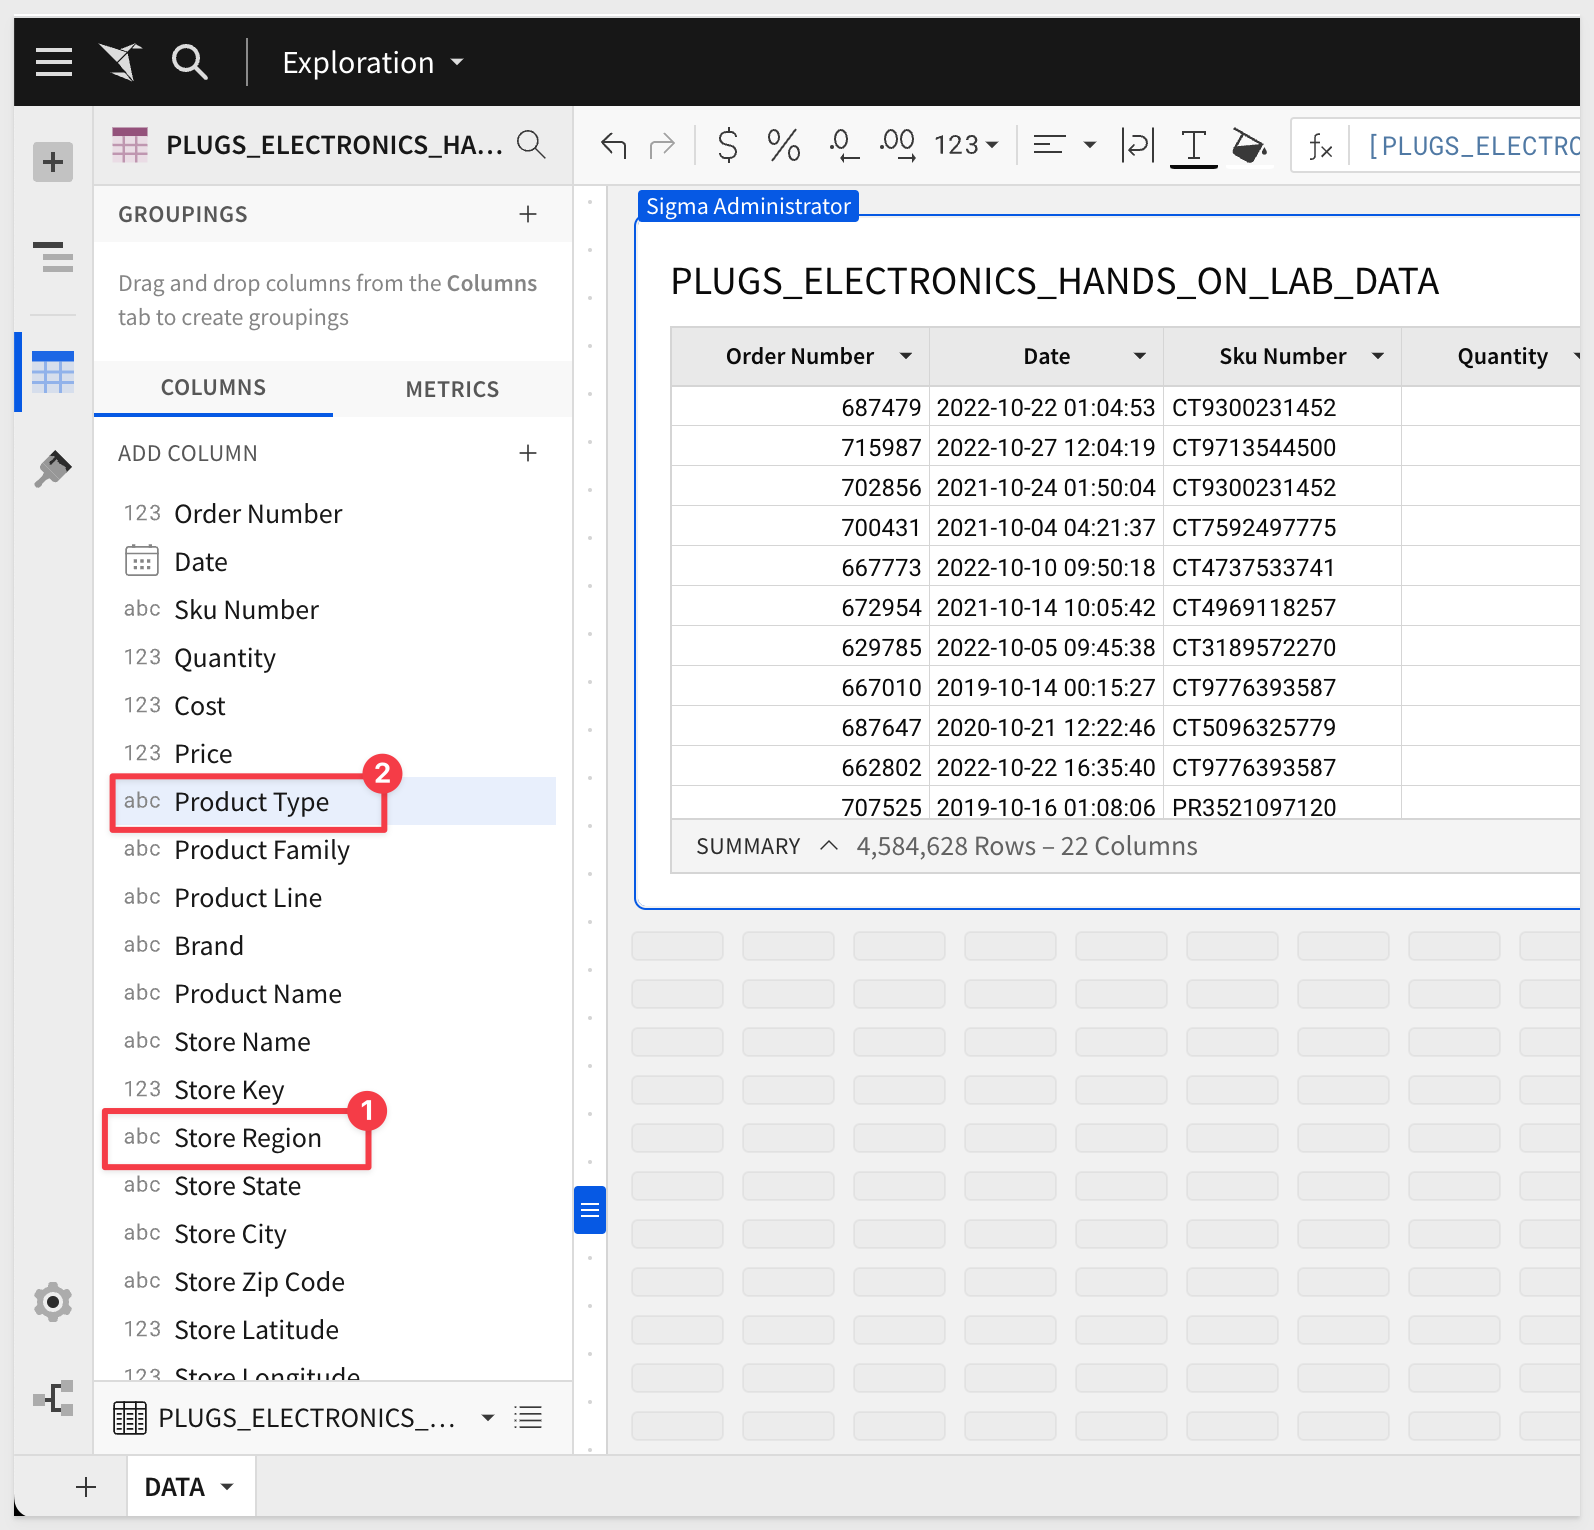 Exploration
PLUGS_ELECTRONICS_HA...
123
fx
[PLUGS_ELECTRO
GROUPINGS
Drag and drop columns from the Columns
tab to create groupings
COLUMNS
METRICS
ADD COLUMN
123 Order Number
Date
abc Sku Number
123 Quantity
123 Cost
123 Price
2
abc Product Type
abc Product Family
abc Product Line
abc Brand
abc Product Name
abc Store Name
123 Store Key
1
abc Store Region
abc Store State
abc Store City
abc Store Zip Code
123 Store Latitude
123 Store Longitude
PLUGS_ELECTRONICS_...
DATA
$ % .0 .00
Sigma Administrator
PLUGS_ELECTRONICS_HANDS_ON_LAB_DATA
Order Number Date Sku Number Quantity
687479 2022-10-22 01:04:53 CT9300231452
715987 2022-10-27 12:04:19 CT9713544500
702856 2021-10-24 01:50:04 CT9300231452
700431 2021-10-04 04:21:37 CT7592497775
667773 2022-10-10 09:50:18 CT4737533741
672954 2021-10-14 10:05:42 CT4969118257
629785 2022-10-05 09:45:38 CT3189572270
667010 2019-10-14 00:15:27 CT9776393587
687647 2020-10-21 12:22:46 CT5096325779
662802 2022-10-22 16:35:40 CT9776393587
707525 2019-10-16 01:08:06 PR3521097120
SUMMARY 4,584,628 Rows – 22 Columns